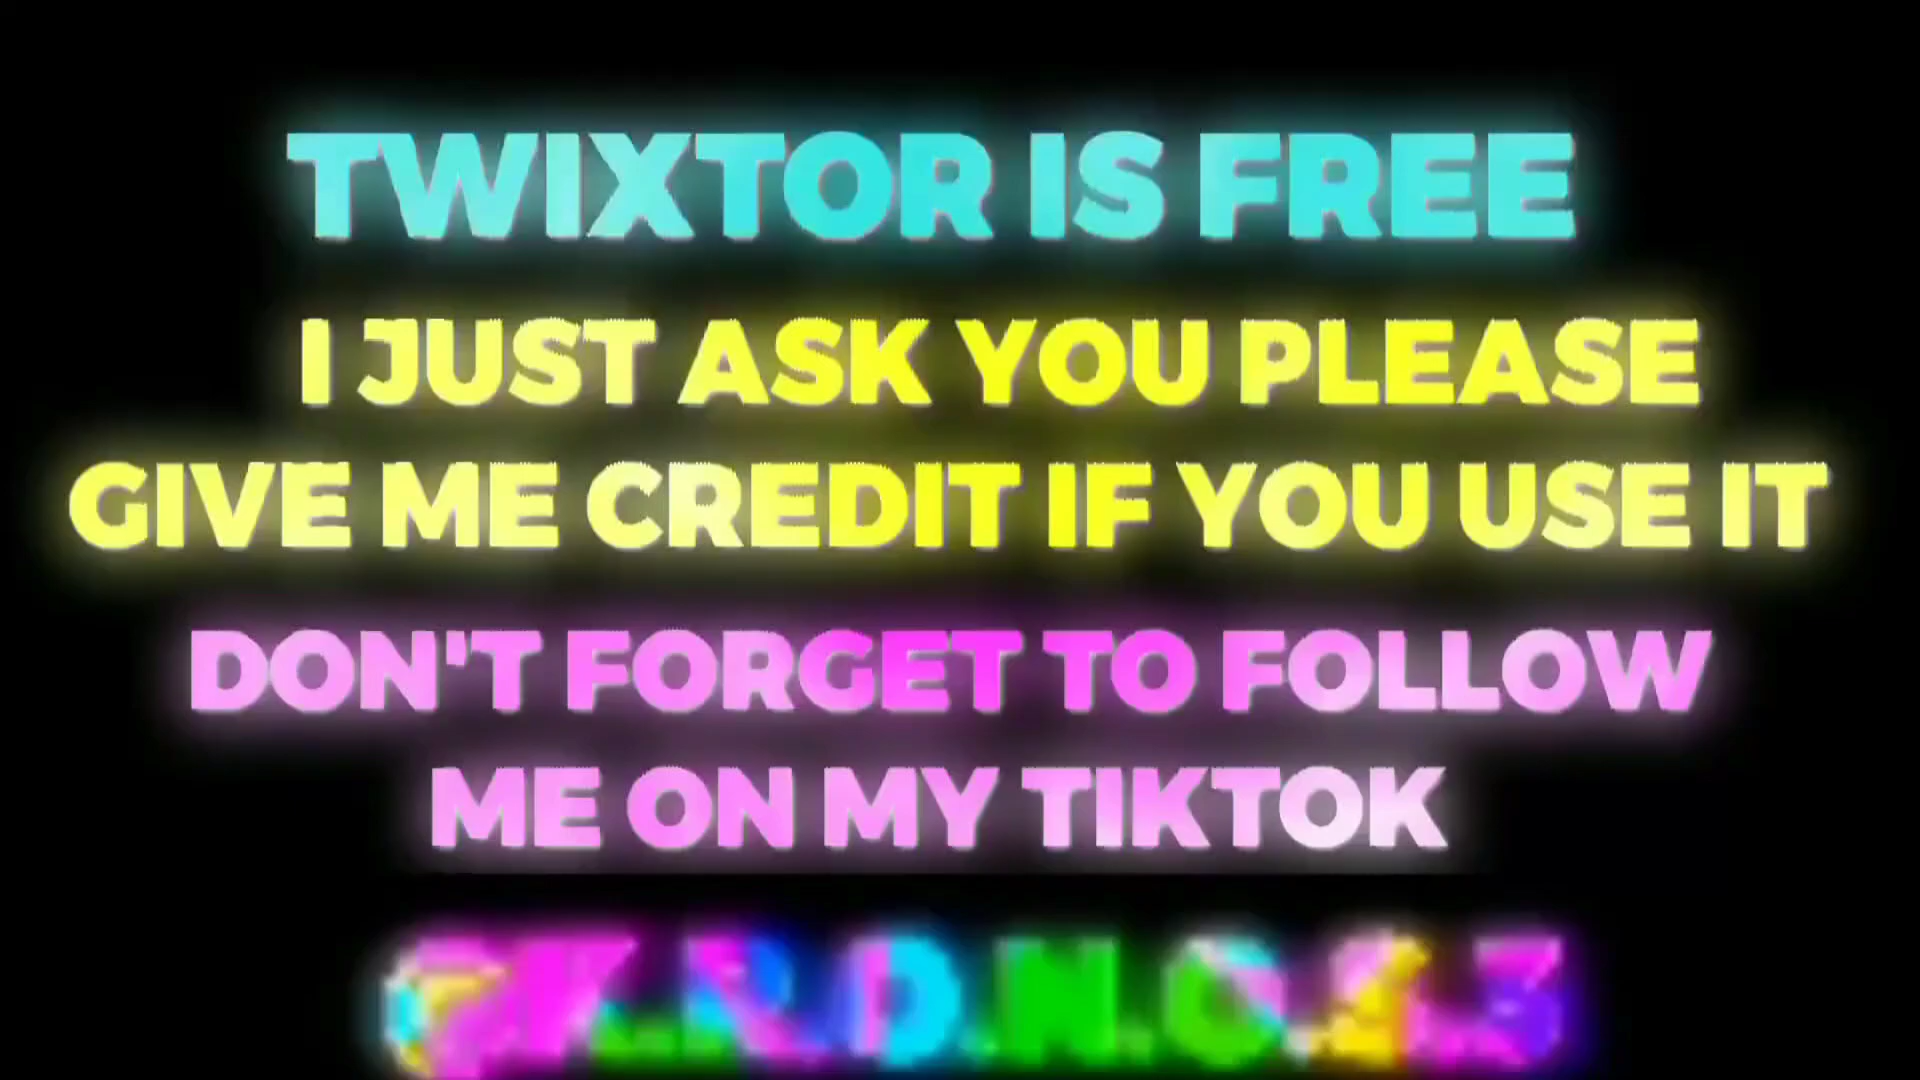 TWIXTOR IS FREE
I JUST ASK YOU PLEASE
GIVE ME CREDIT IF YOU USE IT
DON'T FORGET TO FOLLOW
ME ON MY TIKTOK